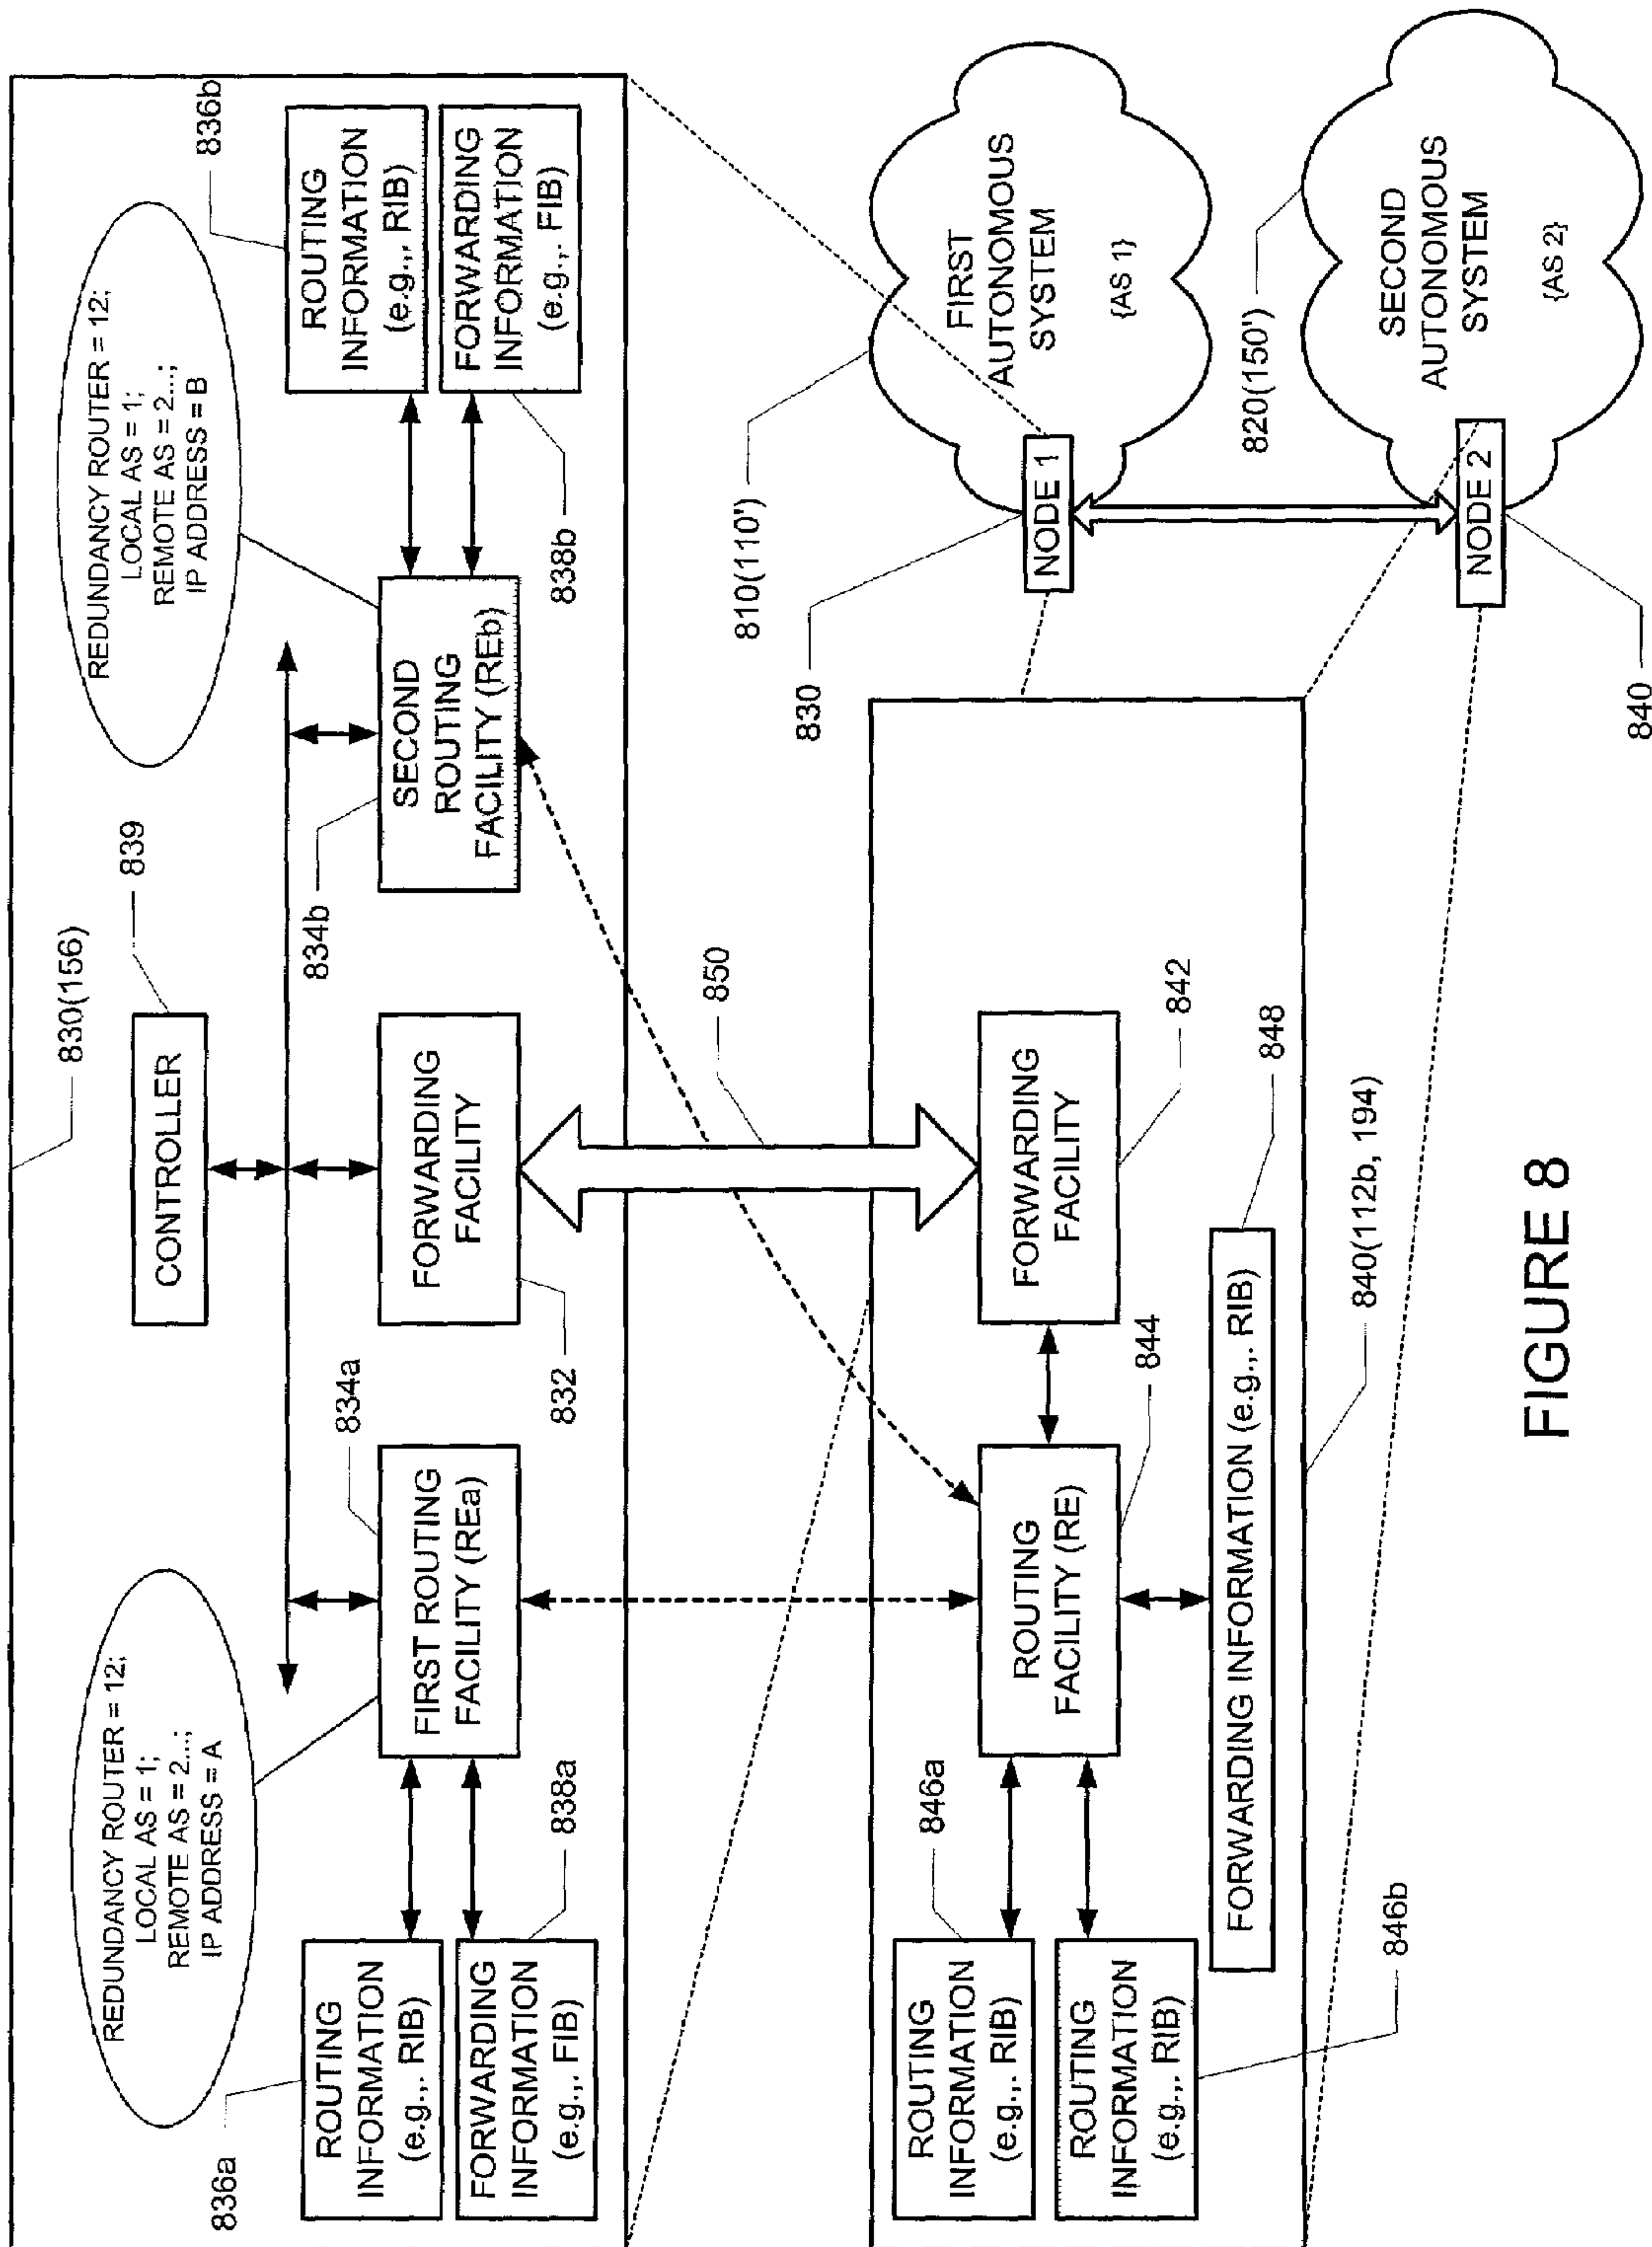 830(156)
CONTROLLER
839
REDUNDANCY ROUTER = 12;
LOCAL AS = 1;
REMOTE AS = 2...;
IP ADDRESS = A
REDUNDANCY ROUTER = 12;
LOCAL AS = 1;
REMOTE AS = 2...;
IP ADDRESS = B
836a
ROUTING
INFORMATION
(e.g.,. RIB)
FORWARDING
INFORMATION
(e.g.,. FIB)
838a
834a
FIRST ROUTING
FACILITY (REa)
FORWARDING
FACILITY
832
834b
SECOND
ROUTING
FACILITY (REb)
836b
ROUTING
INFORMATION
(e.g.,. RIB)
FORWARDING
INFORMATION
(e.g.,. FIB)
838b
850
846a
ROUTING
INFORMATION
(e.g.,. RIB)
ROUTING
INFORMATION
(e.g.,. RIB)
846b
ROUTING
FACILITY (RE)
844
FORWARDING
FACILITY
842
FORWARDING INFORMATION (e.g.,. RIB)
848
840(112b, 194)
810(110')
FIRST
AUTONOMOUS
SYSTEM
{AS 1}
830
NODE 1
820(150')
SECOND
AUTONOMOUS
SYSTEM
{AS 2}
NODE 2
840
FIGURE 8